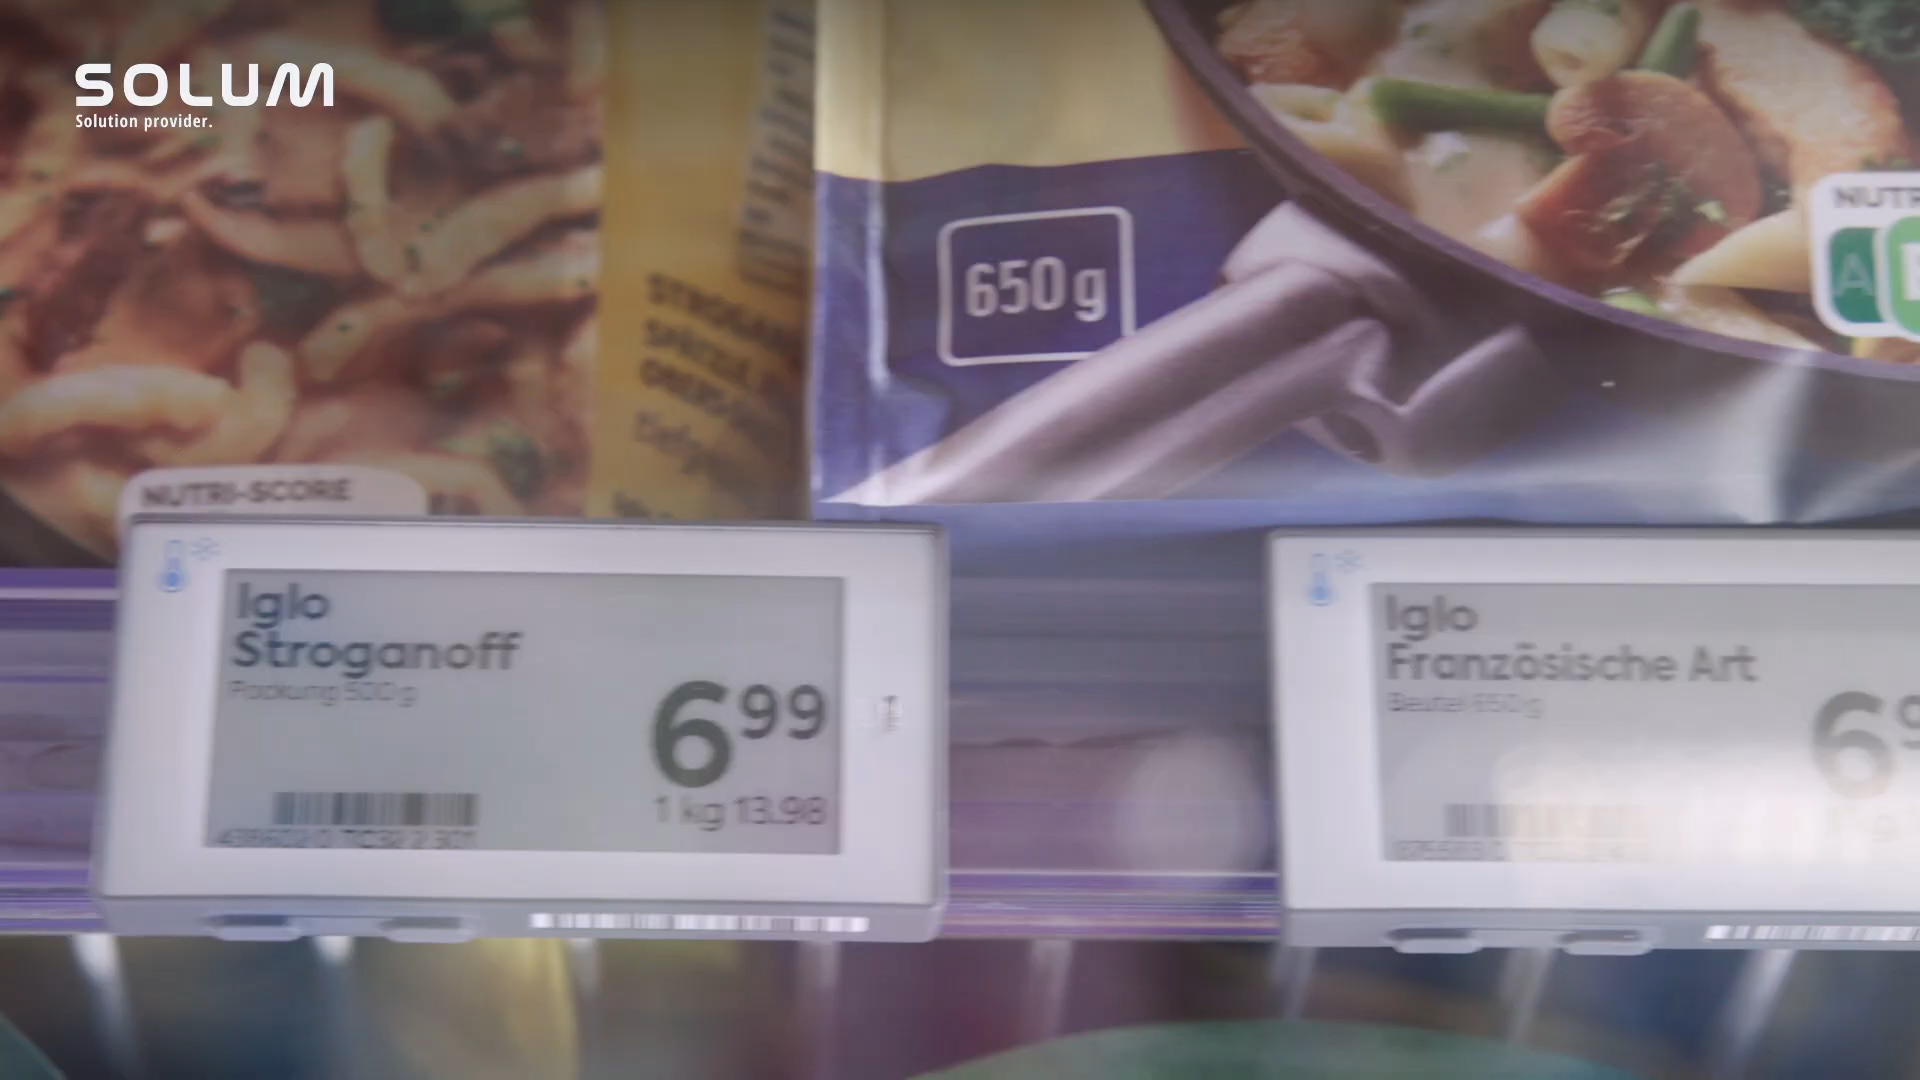 SOLUM
Solution provider.
650g
NUTRI-SCORE
A
Iglo
Stroganoff
Packung 500 g
6 99
1 kg 13.98
Iglo
Französische Art
Beutel 650 g
6